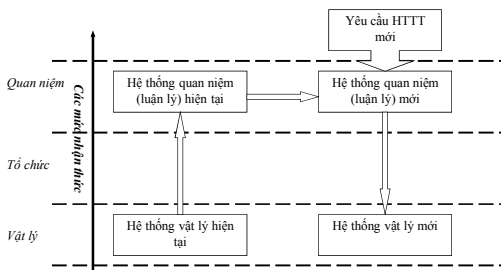 Yêu cầu HTTT
mới
Quan niệm
Hệ thống quan niệm
(luận lý) hiện tại
Hệ thống quan niệm
(luận lý) mới
Các mức nhận thức
Tổ chức
Vật lý
Hệ thống vật lý hiện
tại
Hệ thống vật lý mới